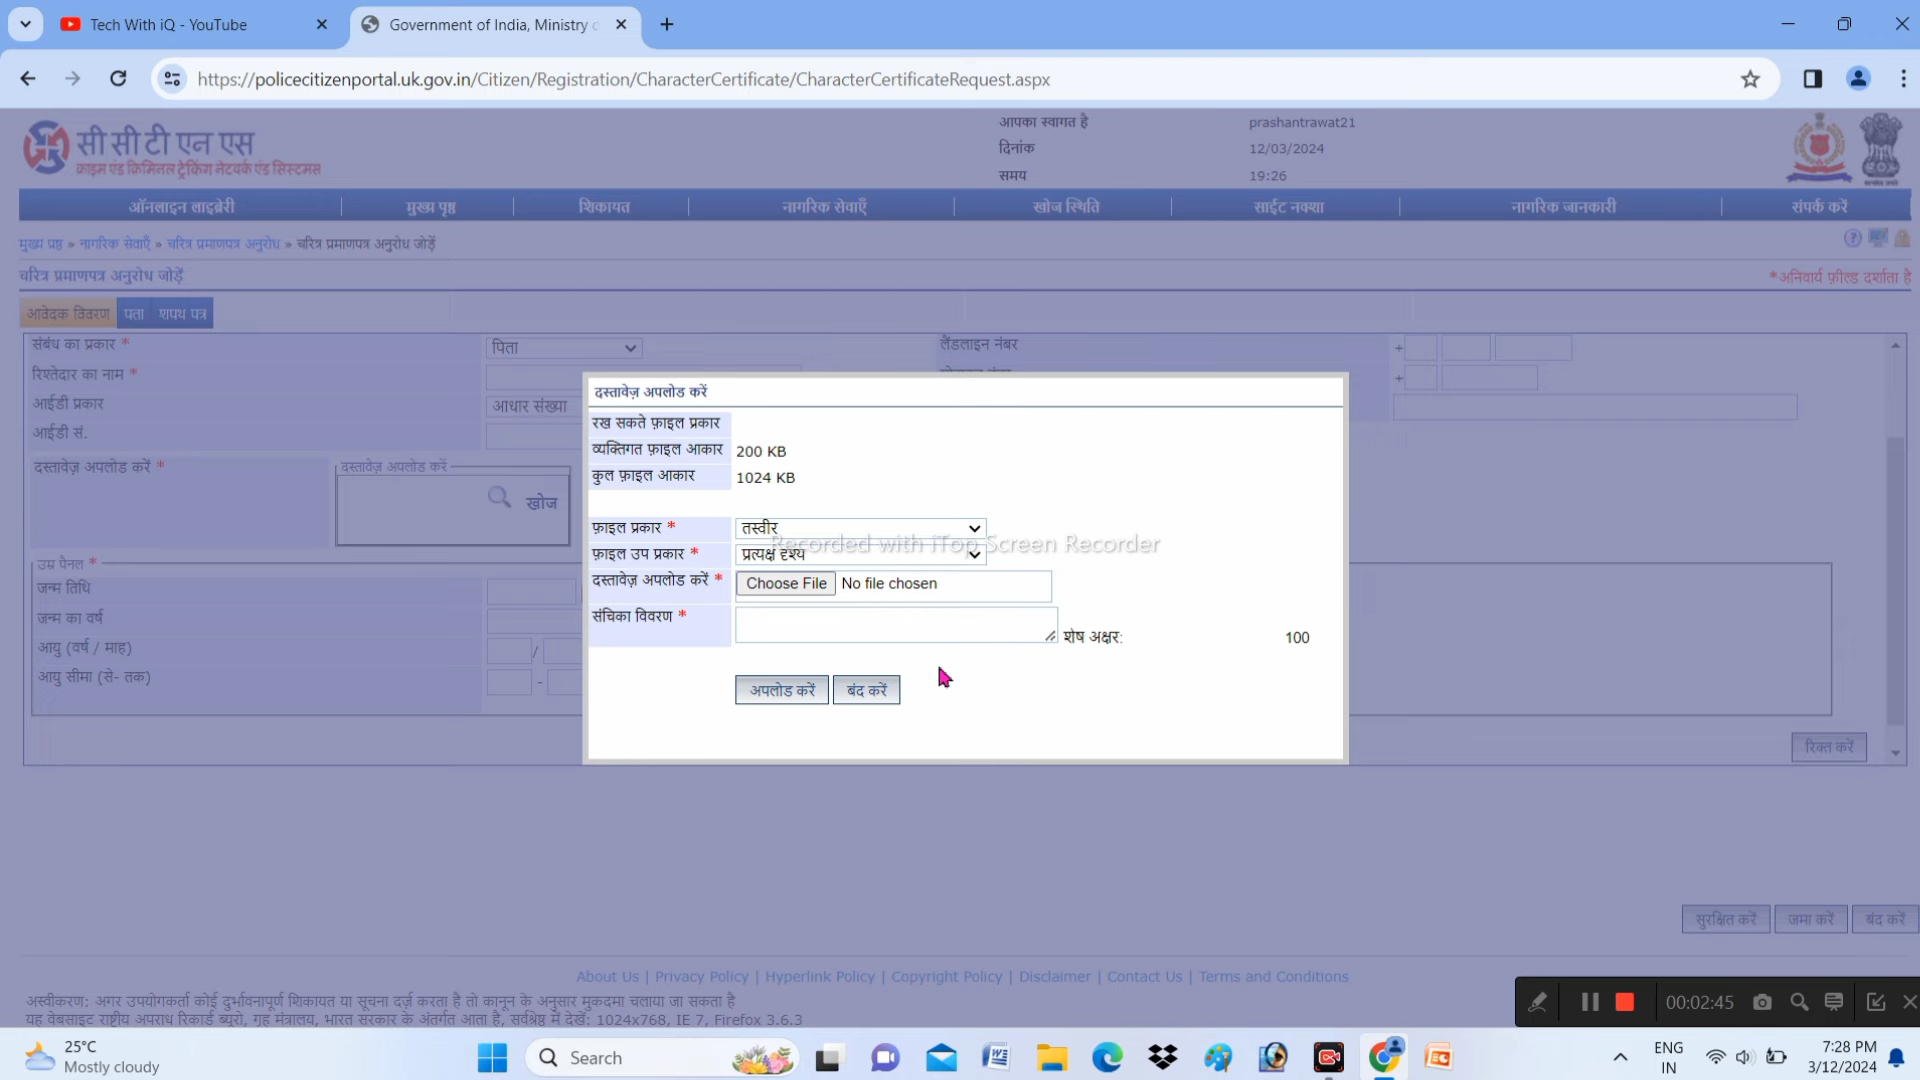 Tech With iQ - YouTube
Government of India, Ministry o
https://policecitizenportal.uk.gov.in/Citizen/Registration/CharacterCertificate/CharacterCertificateRequest.aspx
सी सी टी एन एस
क्राइम एंड क्रिमिनल ट्रेकिंग नेटवर्क एंड सिस्टमस
आपका स्वागत है prashantrawat21
दिनांक 12/03/2024
समय 19:26
ऑनलाइन लाइब्रेरी मुख्य पृष्ठ शिकायत नागरिक सेवाएँ खोज स्थिति साईट नक्शा नागरिक जानकारी संपर्क करें
मुख्य प्रष्ठ » नागरिक सेवाएँ » चरित्र प्रमाणपत्र अनुरोध » चरित्र प्रमाणपत्र अनुरोध जोड़ें
चरित्र प्रमाणपत्र अनुरोध जोड़ें *अनिवार्य फ़ील्ड दर्शाता है
आवेदक विवरण पता शपथ पत्र
संबंध का प्रकार * पिता लैंडलाइन नंबर +
रिश्तेदार का नाम * +
आईडी प्रकार आधार संख्या
आईडी सं.
दस्तावेज़ अपलोड करें * दस्तावेज़ अपलोड करें
खोज
उम्र पैनल *
जन्म तिथि
जन्म का वर्ष
आयु (वर्ष / माह) /
आयु सीमा (से- तक) -
रिक्त करें
दस्तावेज़ अपलोड करें
रख सकते फ़ाइल प्रकार
व्यक्तिगत फ़ाइल आकार 200 KB
कुल फ़ाइल आकार 1024 KB
फ़ाइल प्रकार * तस्वीर
Recorded with iTop Screen Recorder
फ़ाइल उप प्रकार * प्रत्यक्ष दृश्य
दस्तावेज़ अपलोड करें * Choose File No file chosen
संचिका विवरण * शेष अक्षर: 100
अपलोड करें बंद करें
सुरक्षित करें जमा करें बंद करें
About Us | Privacy Policy | Hyperlink Policy | Copyright Policy | Disclaimer | Contact Us | Terms and Conditions
अस्वीकरण: अगर उपयोगकर्ता कोई दुर्भावनापूर्ण शिकायत या सूचना दर्ज़ करता है तो कानून के अनुसार मुकदमा चलाया जा सकता है
यह वेबसाइट राष्ट्रीय अपराध रिकार्ड ब्यूरो, गृह मंत्रालय, भारत सरकार के अंतर्गत आता है, सर्वश्रेष्ठ में देखें: 1024x768, IE 7, Firefox 3.6.3
00:02:45
25°C
Mostly cloudy
Search
ENG
IN
7:28 PM
3/12/2024